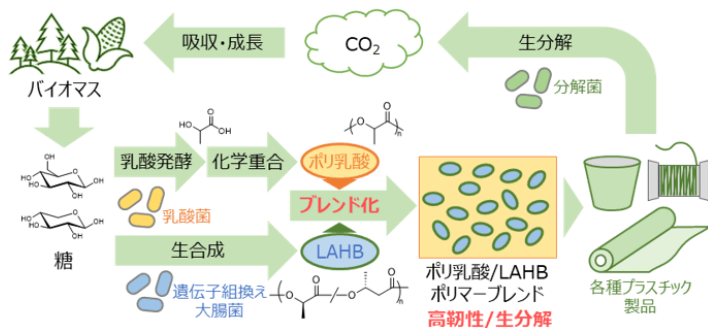 吸収・成長
CO₂
生分解
バイオマス
分解菌
HO
OH
O
O
O
n
乳酸発酵
化学重合
ポリ乳酸
乳酸菌
ブレンド化
糖
生合成
LAHB
遺伝子組換え
大腸菌
ポリ乳酸/LAHB
ポリマーブレンド
高靭性/生分解
各種プラスチック
製品